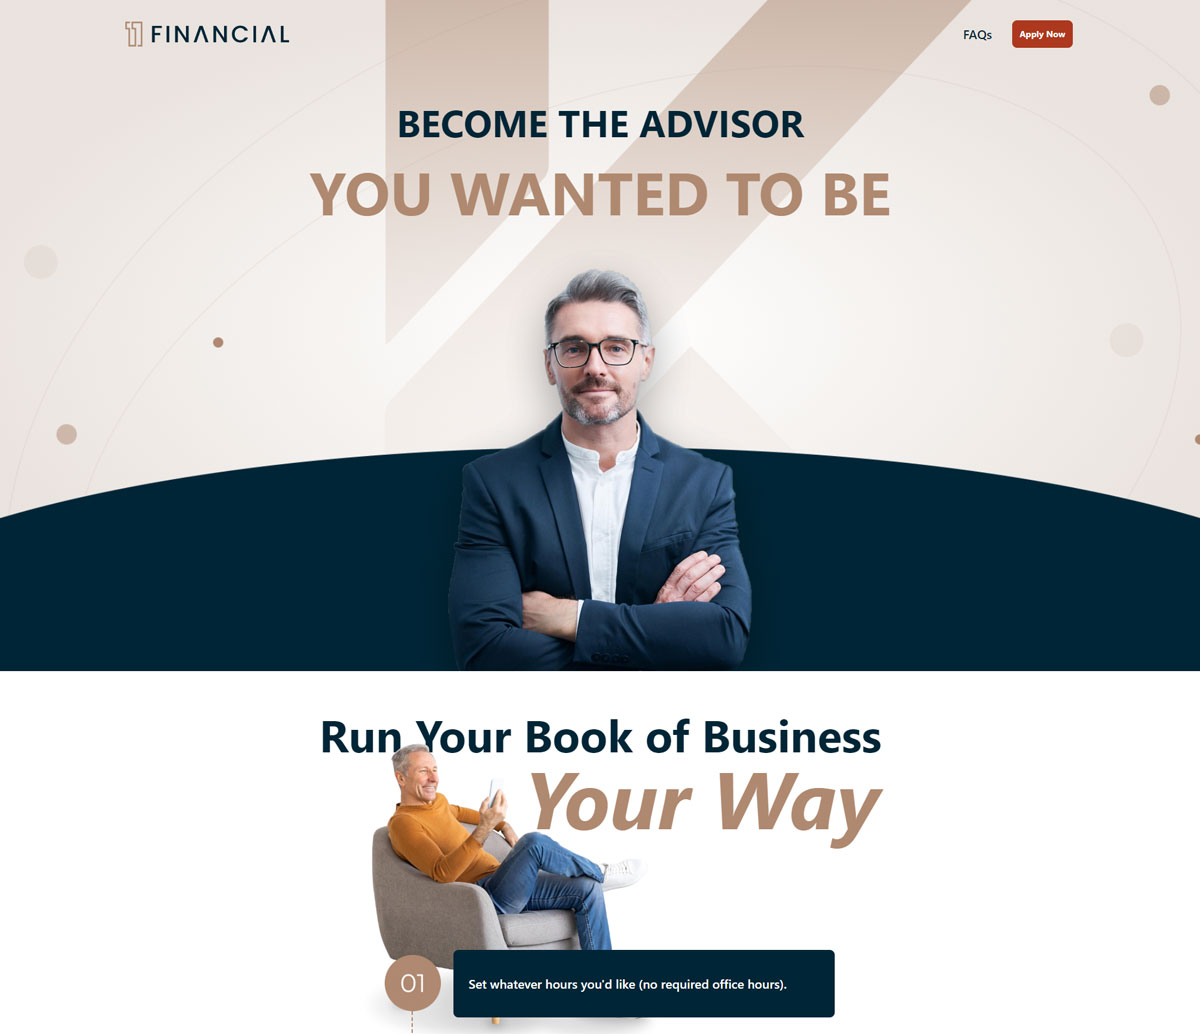 11 FINANCIAL
FAQs
Apply Now
BECOME THE ADVISOR
YOU WANTED TO BE
Run Your Book of Business
Your Way
01
Set whatever hours you'd like (no required office hours).